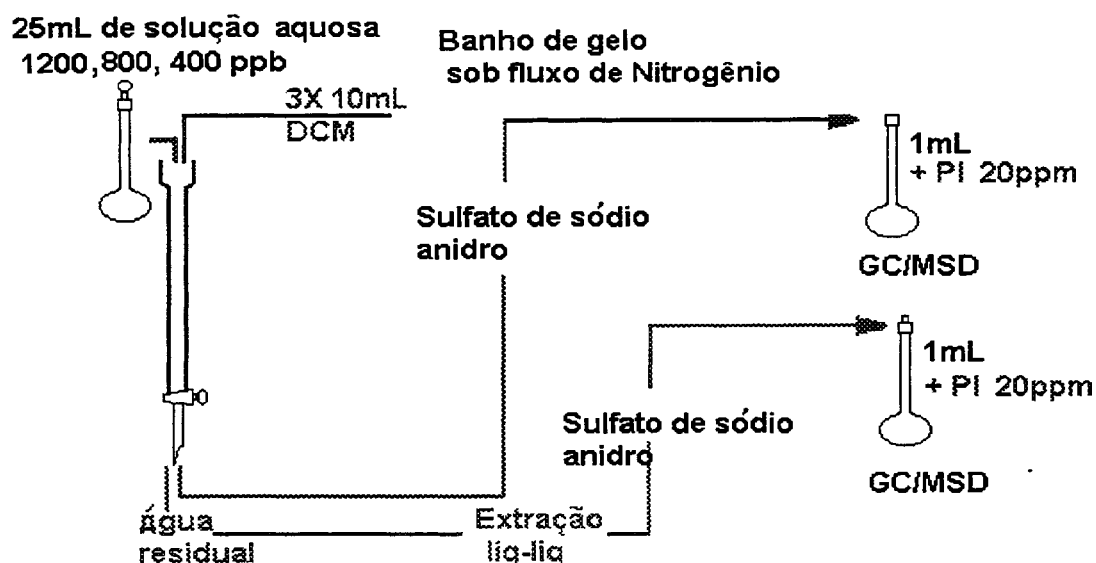 25mL de solução aquosa
1200,800, 400 ppb
3X 10mL
DCM
Banho de gelo
sob fluxo de Nitrogênio
1mL
+ PI 20ppm
GC/MSD
Sulfato de sódio
anidro
1mL
+ PI 20ppm
GC/MSD
Sulfato de sódio
anidro
Água
residual
Extração
liq-liq